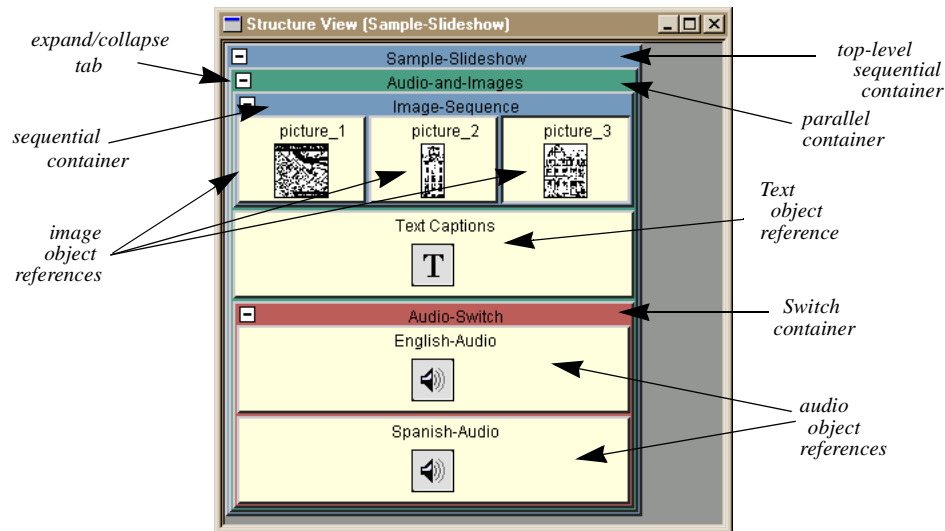 Structure View (Sample-Slideshow)
expand/collapse
tab
Sample-Slideshow
top-level
sequential
container
Audio-and-Images
parallel
container
Image-Sequence
sequential
container
picture_1
picture_2
picture_3
image
object
references
Text Captions
T
Text
object
reference
Audio-Switch
Switch
container
English-Audio
audio
object
references
Spanish-Audio